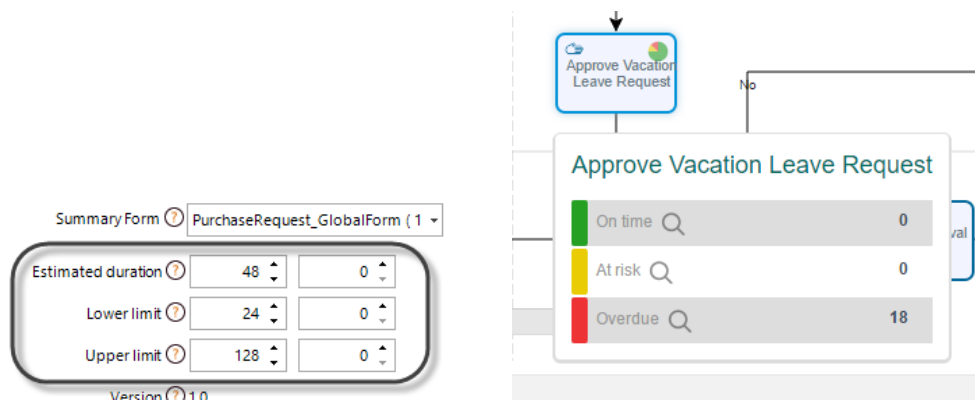 Summary Form ? PurchaseRequest_GlobalForm ( 1
Estimated duration ? 48 0
Lower limit ? 24 0
Upper limit ? 128 0
Version ? 1.0
Approve Vacation
Leave Request
No
Approve Vacation Leave Request
On time 0
At risk 0
Overdue 18
val